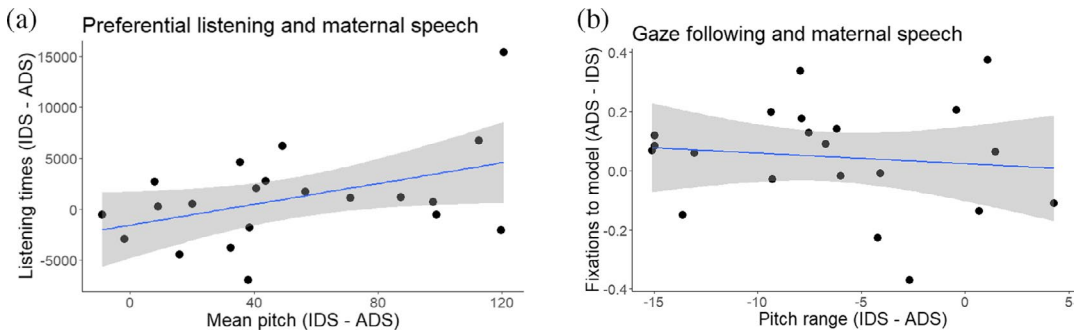 (a)
Preferential listening and maternal speech
Listening times (IDS - ADS)
15000
10000
5000
0
-5000
0
40
80
120
Mean pitch (IDS - ADS)
(b)
Gaze following and maternal speech
Fixations to model (ADS - IDS)
0.4
0.2
0.0
-0.2
-0.4
-15
-10
-5
0
5
Pitch range (IDS - ADS)